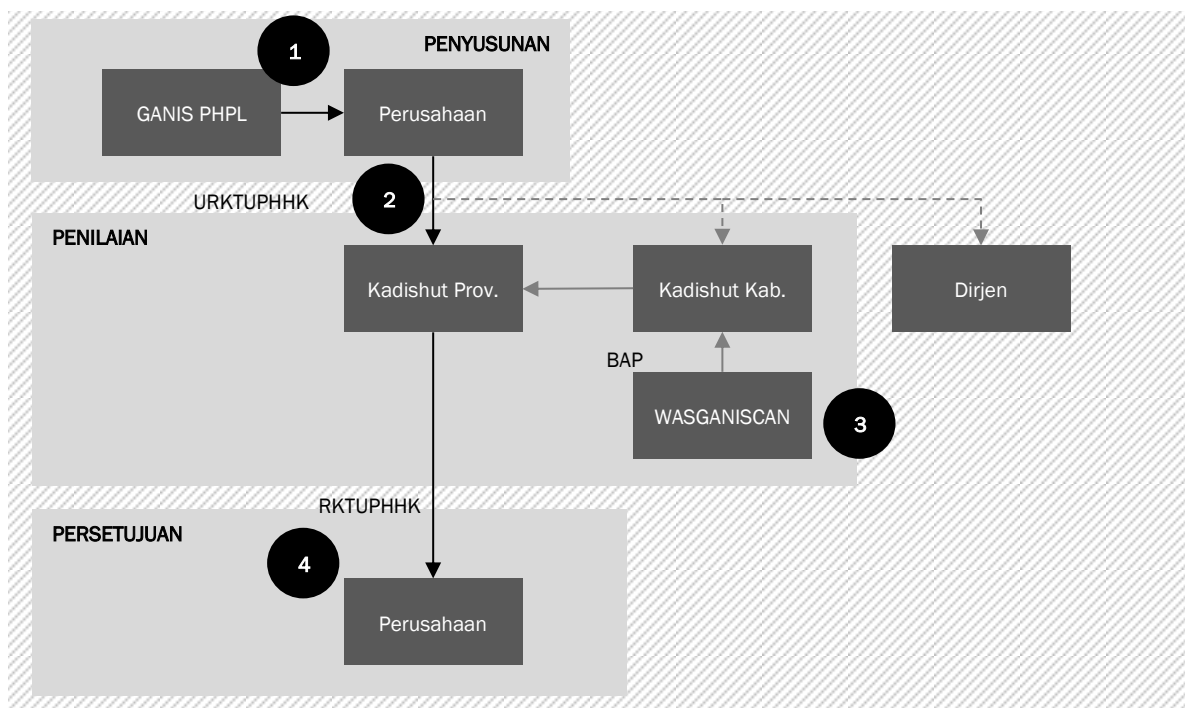 1
PENYUSUNAN
GANIS PHPL
Perusahaan
2
URKTUPHHK
PENILAIAN
Kadishut Prov.
Kadishut Kab.
Dirjen
BAP
WASGANISCAN
3
RKTUPHHK
PERSETUJUAN
4
Perusahaan